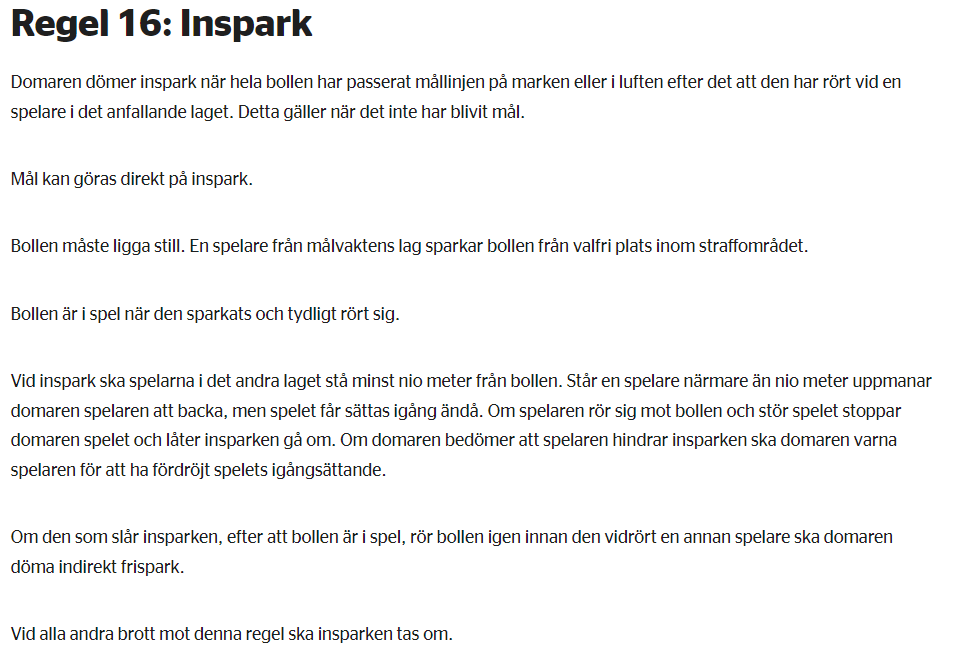 Regel 16: Inspark
Domaren dömer inspark när hela bollen har passerat mållinjen på marken eller i luften efter det att den har rört vid en
spelare i det anfallande laget. Detta gäller när det inte har blivit mål.
Mål kan göras direkt på inspark.
Bollen måste ligga still. En spelare från målvaktens lag sparkar bollen från valfri plats inom straffområdet.
Bollen är i spel när den sparkats och tydligt rört sig.
Vid inspark ska spelarna i det andra laget stå minst nio meter från bollen. Står en spelare närmare än nio meter uppmanar
domaren spelaren att backa, men spelet får sättas igång ändå. Om spelaren rör sig mot bollen och stör spelet stoppar
domaren spelet och låter insparken gå om. Om domaren bedömer att spelaren hindrar insparken ska domaren varna
spelaren för att ha fördröjt spelets igångsättande.
Om den som slår insparken, efter att bollen är i spel, rör bollen igen innan den vidrört en annan spelare ska domaren
döma indirekt frispark.
Vid alla andra brott mot denna regel ska insparken tas om.